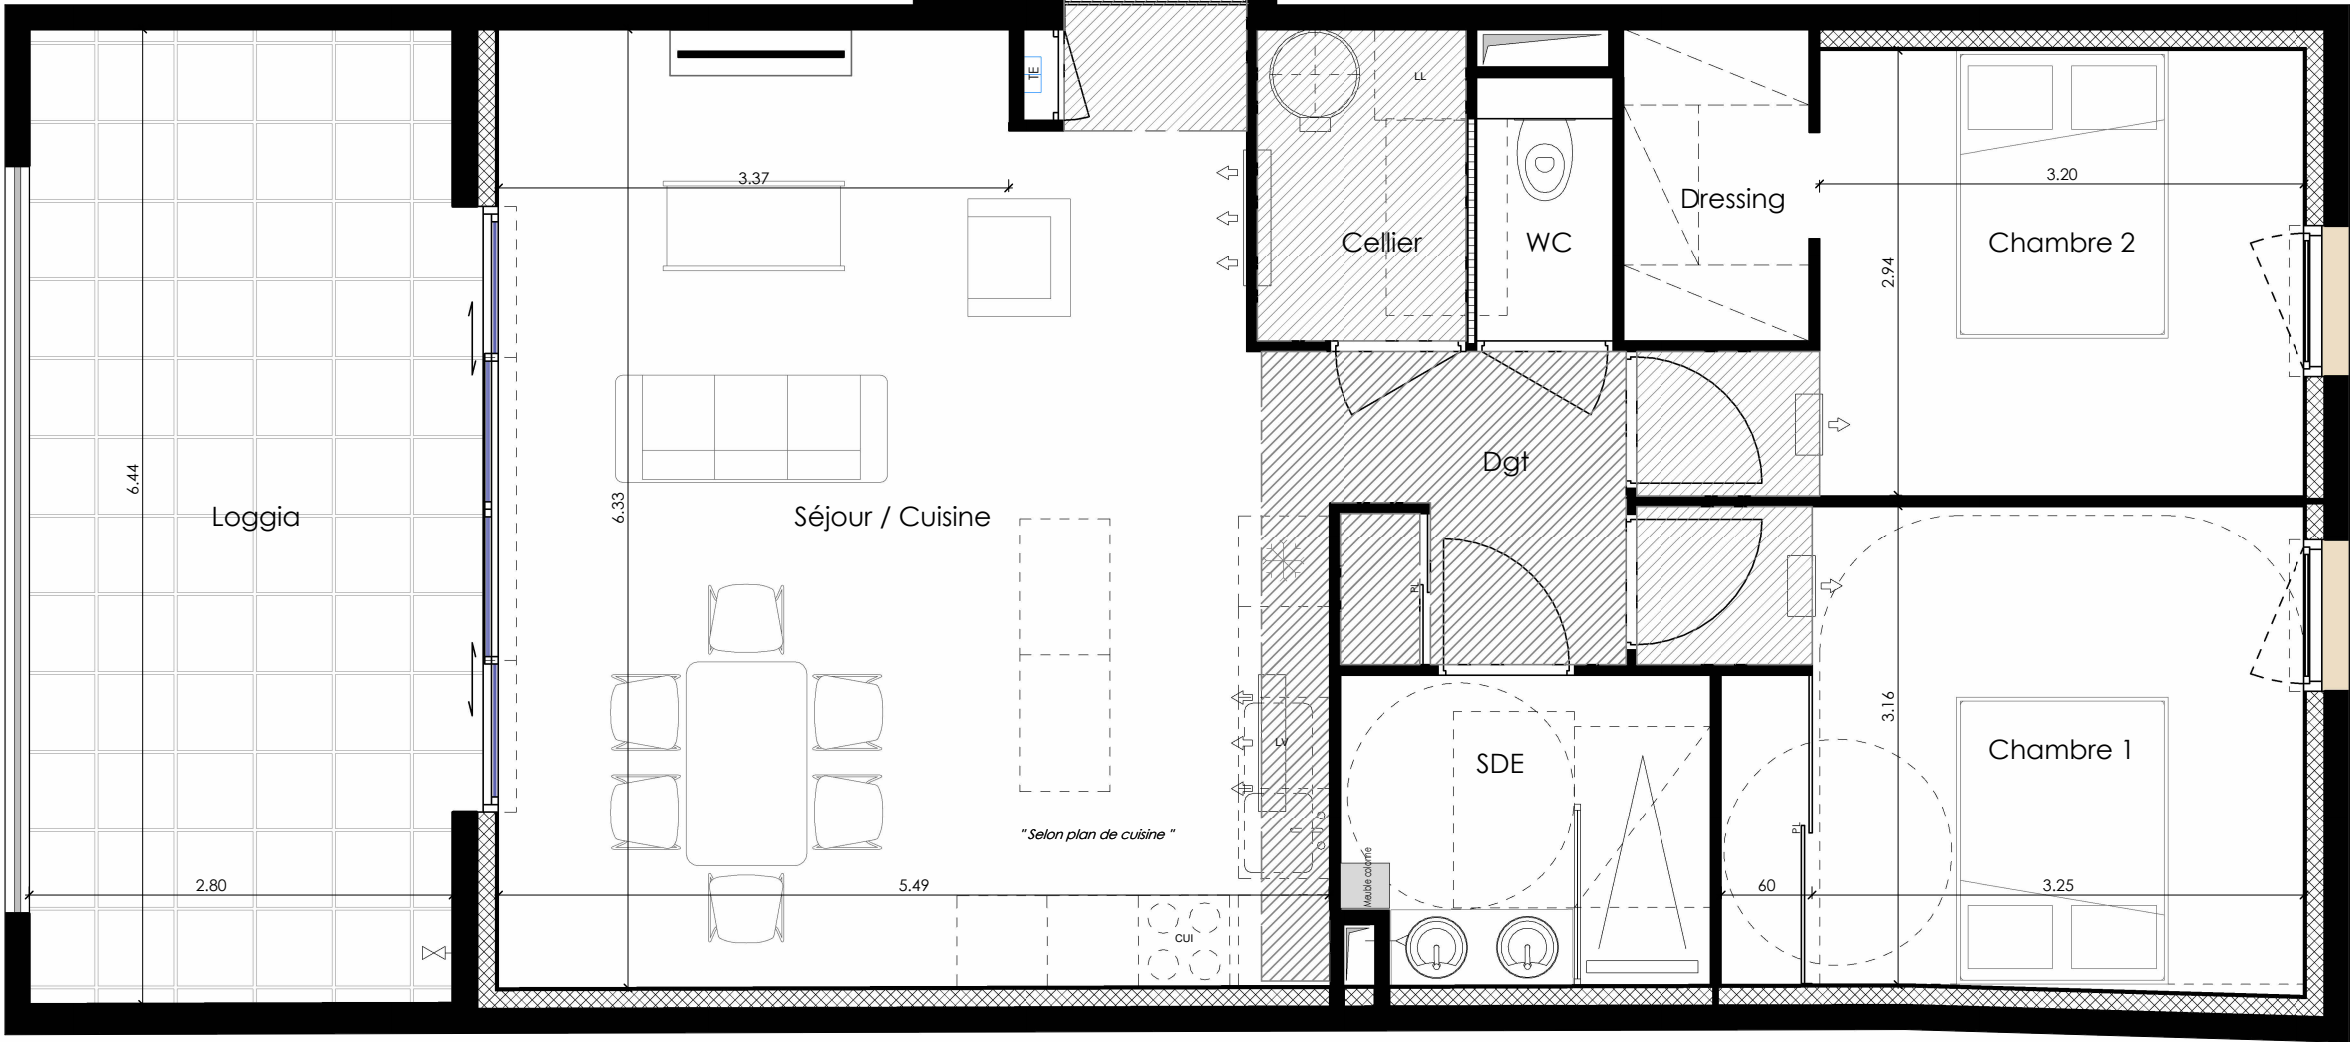 TE
LL
3.37
3.20
Dressing
Cellier
WC
Chambre 2
2.94
Dgt
6.44
6.33
Loggia
Séjour / Cuisine
PL
3.16
LV
SDE
Chambre 1
"Selon plan de cuisine "
PL
Meuble colonne
2.80
5.49
60
3.25
CUI